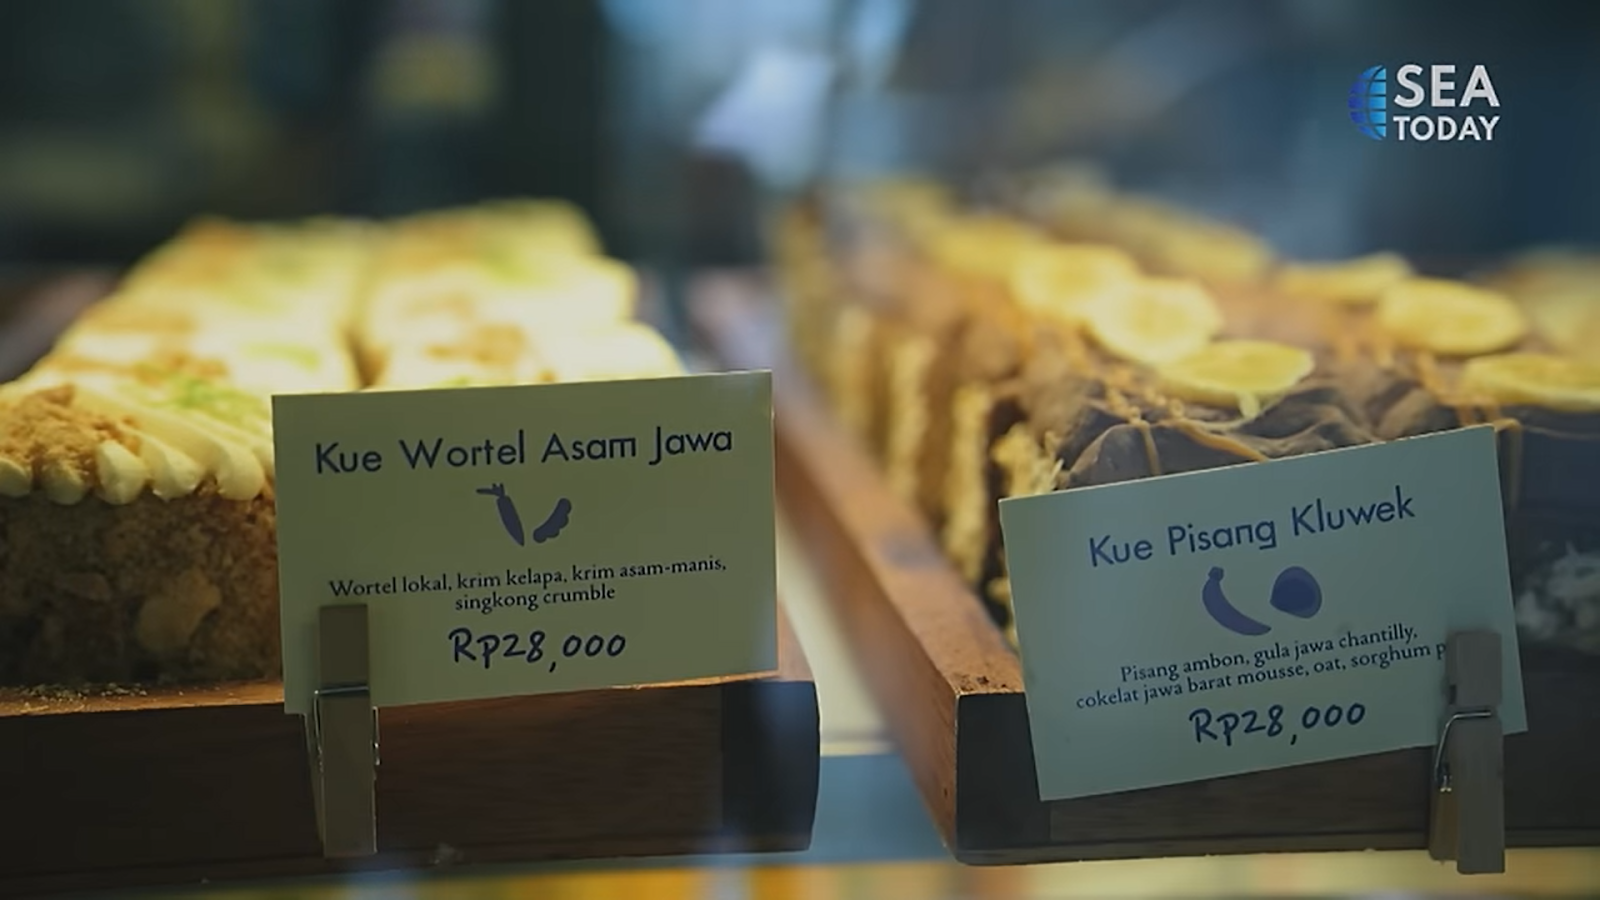 SEA
TODAY
Kue Wortel Asam Jawa
Wortel lokal, krim kelapa, krim asam-manis,
singkong crumble
Rp28,000
Kue Pisang Kluwek
Pisang ambon, gula jawa chantilly,
cokelat jawa barat mousse, oat, sorghum
Rp28,000